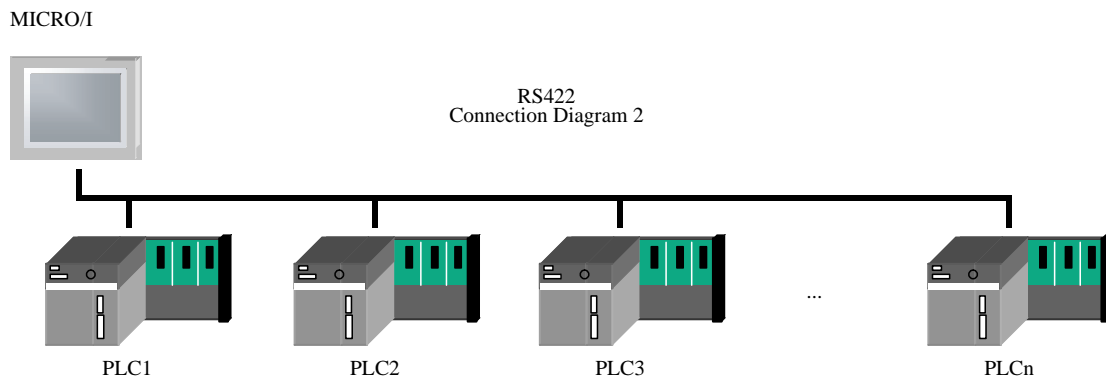 MICRO/I
RS422
Connection Diagram 2
...
PLC1
PLC2
PLC3
PLCn